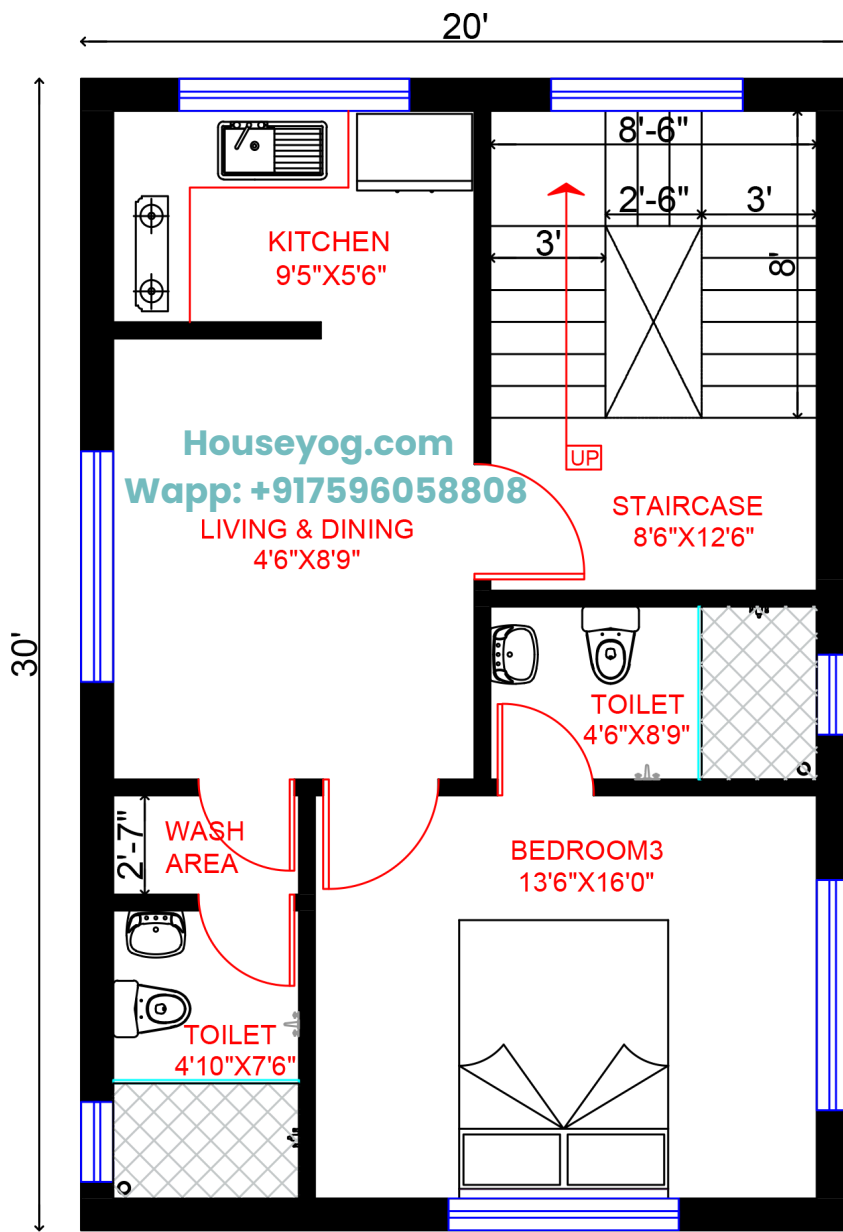 20'
30'
8'-6"
2'-6"
3'
3'
8'
KITCHEN
9'5"X5'6"
UP
Houseyog.com
Wapp: +917596058808
LIVING & DINING
4'6"X8'9"
STAIRCASE
8'6"X12'6"
TOILET
4'6"X8'9"
WASH
AREA
2'-7"
BEDROOM3
13'6"X16'0"
TOILET
4'10"X7'6"